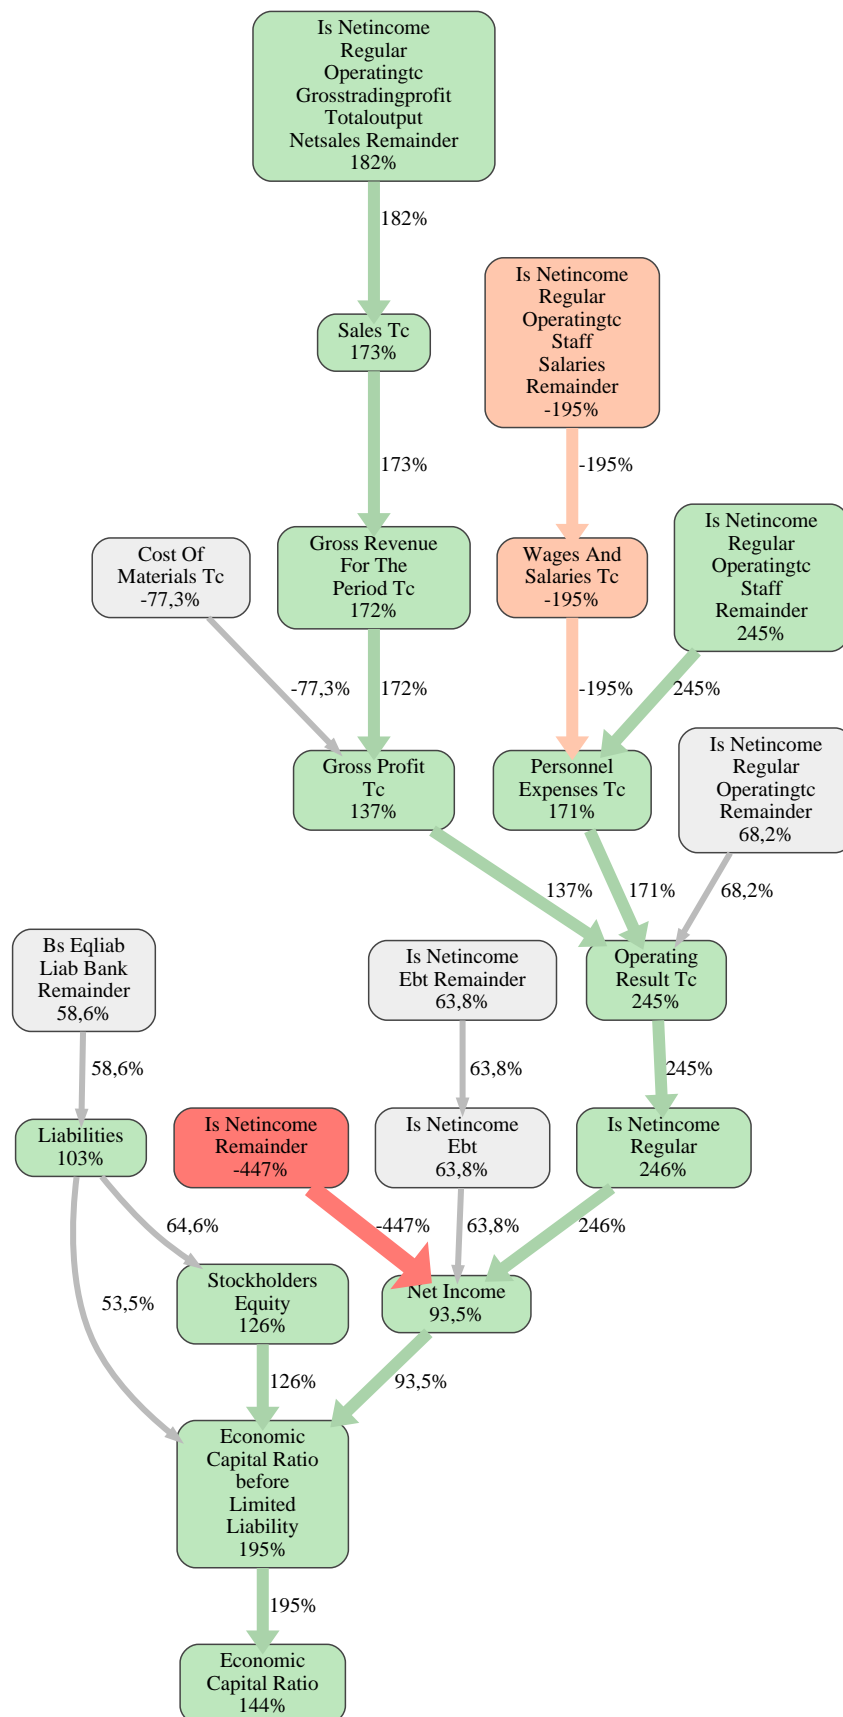 Is Netincome
Regular
Operatingtc
Grosstradingprofit
Totaloutput
Netsales Remainder
182%
182%
Sales Tc
173%
Is Netincome
Regular
Operatingtc
Staff
Salaries
Remainder
-195%
173%
-195%
Cost Of
Materials Tc
-77,3%
Gross Revenue
For The
Period Tc
172%
Wages And
Salaries Tc
-195%
Is Netincome
Regular
Operatingtc
Staff
Remainder
245%
-77,3%
172%
-195%
245%
Gross Profit
Tc
137%
Personnel
Expenses Tc
171%
Is Netincome
Regular
Operatingtc
Remainder
68,2%
137%
171%
68,2%
Bs Eqliab
Liab Bank
Remainder
58,6%
Is Netincome
Ebt Remainder
63,8%
Operating
Result Tc
245%
58,6%
63,8%
245%
Liabilities
103%
Is Netincome
Remainder
-447%
Is Netincome
Ebt
63,8%
Is Netincome
Regular
246%
64,6%
-447%
63,8%
246%
53,5%
Stockholders
Equity
126%
Net Income
93,5%
126%
93,5%
Economic
Capital Ratio
before
Limited
Liability
195%
195%
Economic
Capital Ratio
144%